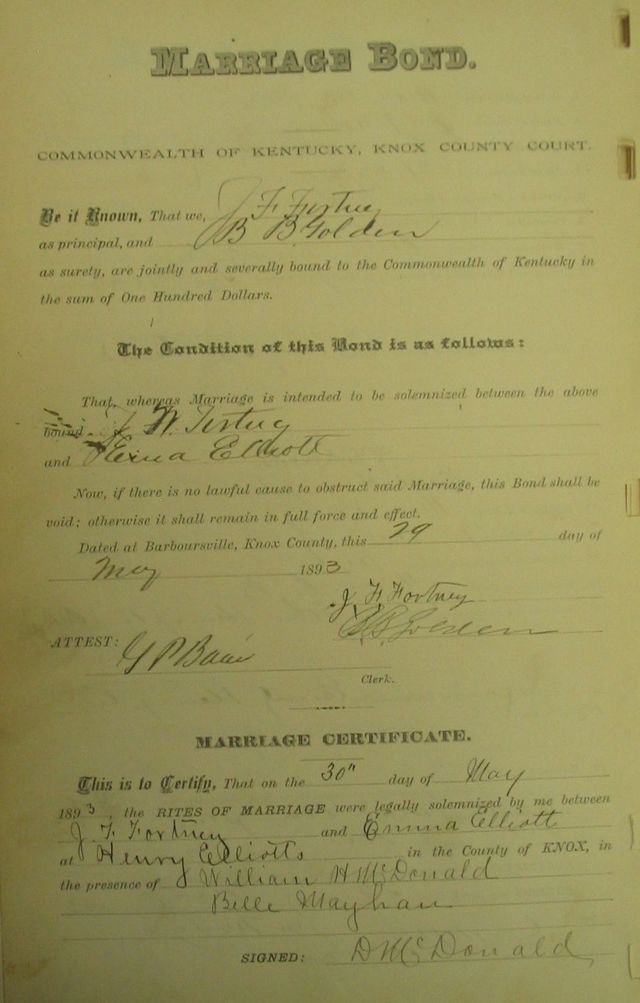 MARRIAGE BOND.
COMMONWEALTH OF KENTUCKY, KNOX COUNTY COURT.
Be it Known, That we, J F Fortney
as principal, and B B Golden
as surety, are jointly and severally bound to the Commonwealth of Kentucky in
the sum of One Hundred Dollars.
The Condition of this Bond is as follows:
That, whereas Marriage is intended to be solemnized between the above
bound J
and Elliott
Now, if there is no lawful cause to obstruct said Marriage, this Bond shall be
void; otherwise it shall remain in full force and effect.
Dated at Barboursville, Knox County, this 29 day of
May 1893
J. F. Fortney
B. B. Golden
ATTEST: G P
Clerk.
MARRIAGE CERTIFICATE.
This is to Certify, That on the 30" day of May
1893, the RITES OF MARRIAGE were legally solemnized by me between
J. F. Fortney and Emma Elliott
at Henry Elliotts in the County of KNOX, in
the presence of William H McDonald
Belle Mayhan
SIGNED: D McDonald